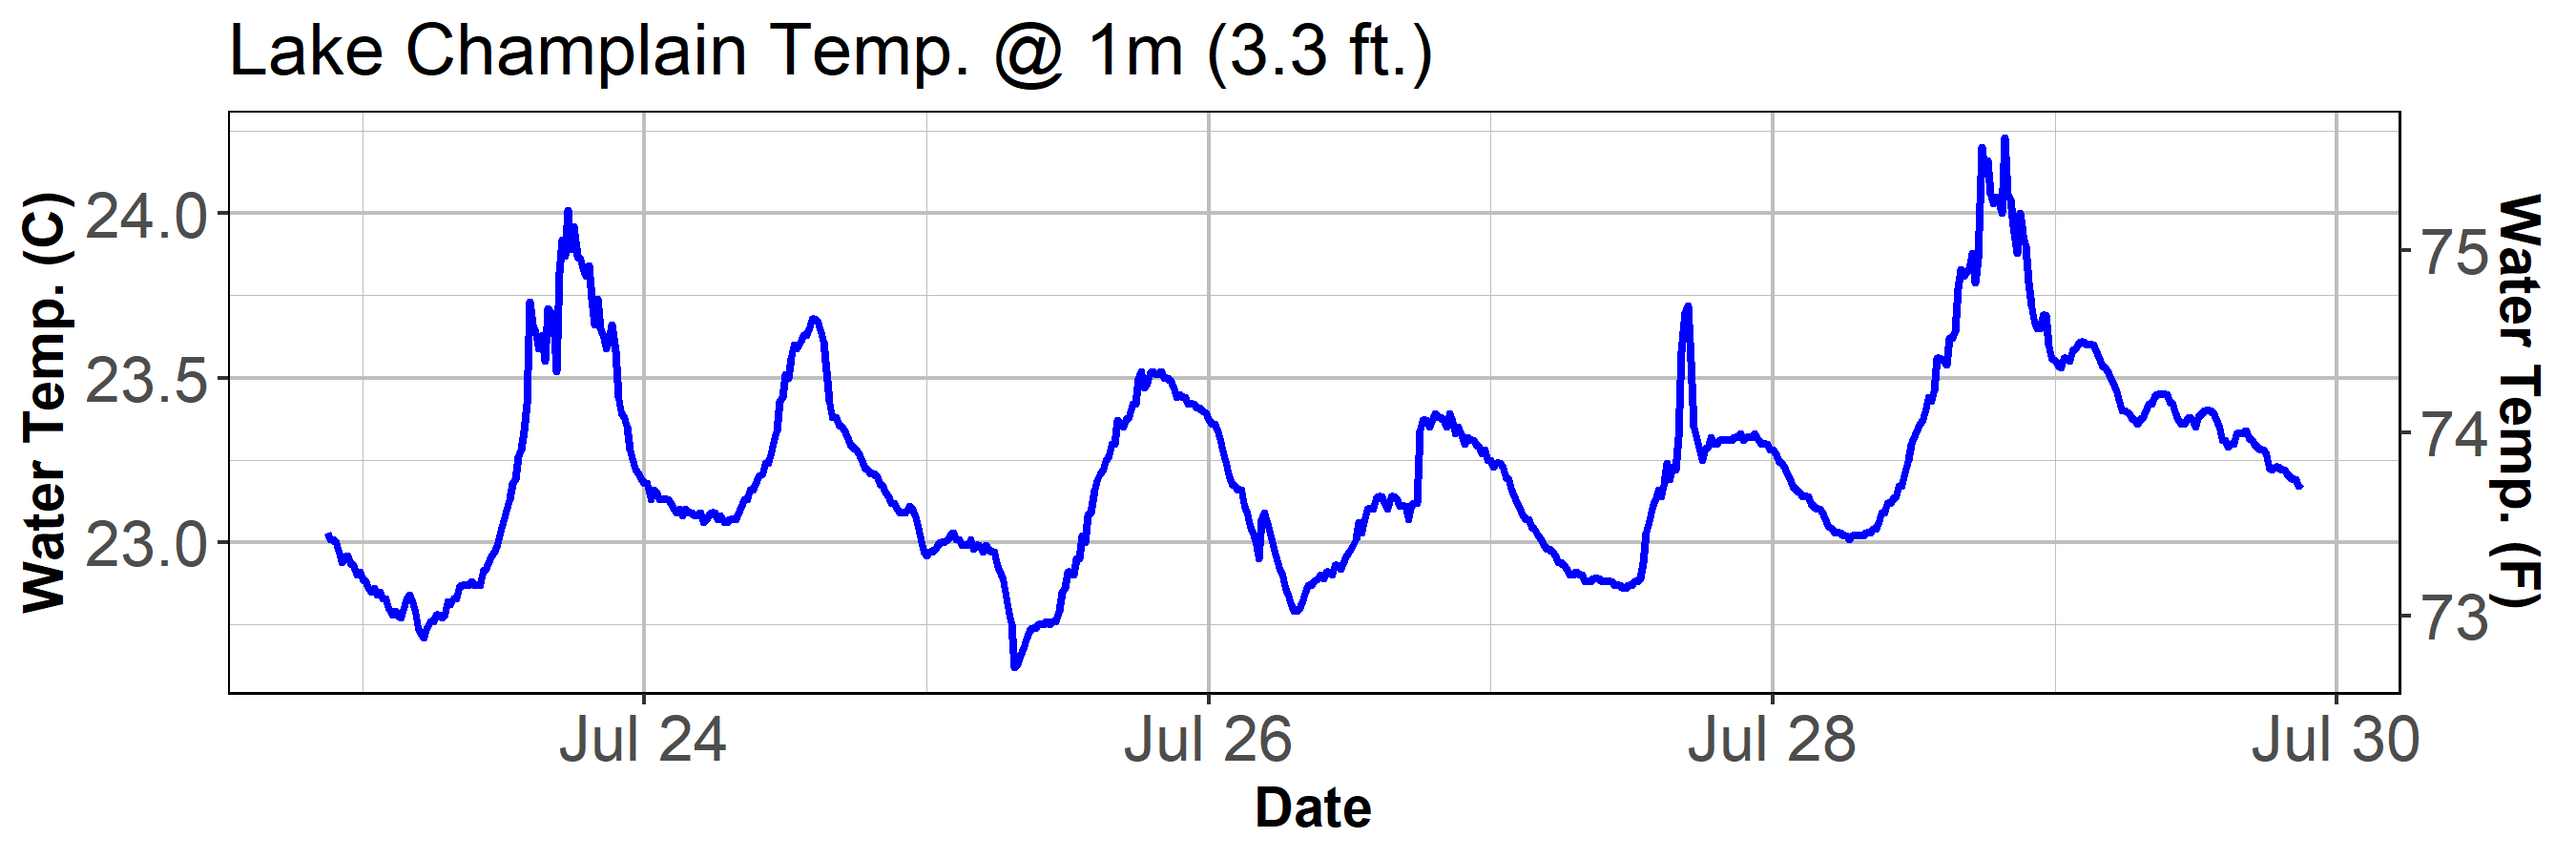 Lake Champlain Temp. @ 1m (3.3 ft.)
Water Temp. (C)
24.0
23.5
23.0
75
74
73
Water Temp. (F)
Jul 24
Jul 26
Jul 28
Jul 30
Date